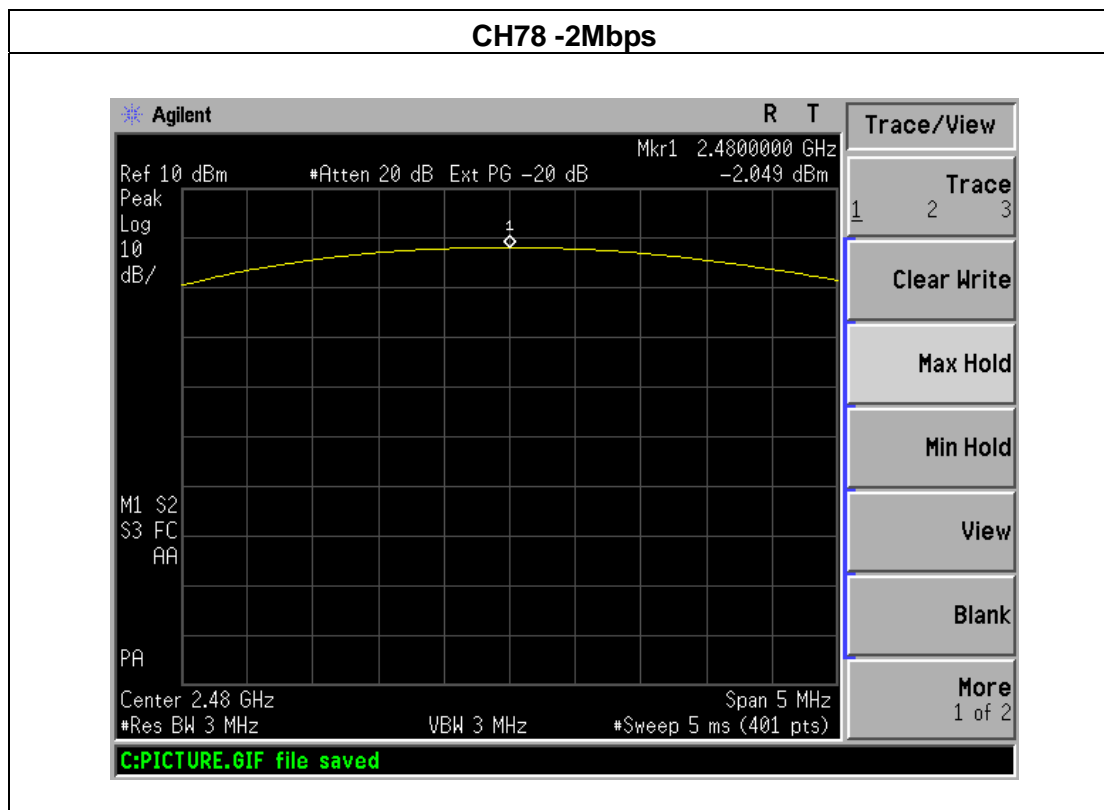 CH78 -2Mbps
Agilent R T
Mkr1 2.4800000 GHz
Ref 10 dBm #Atten 20 dB Ext PG -20 dB -2.049 dBm
Peak
Log
10
dB/
1
M1 S2
S3 FC
AA
PA
Center 2.48 GHz Span 5 MHz
#Res BW 3 MHz VBW 3 MHz #Sweep 5 ms (401 pts)
C:PICTURE.GIF file saved
Trace/View
Trace
1 2 3
Clear Write
Max Hold
Min Hold
View
Blank
More
1 of 2